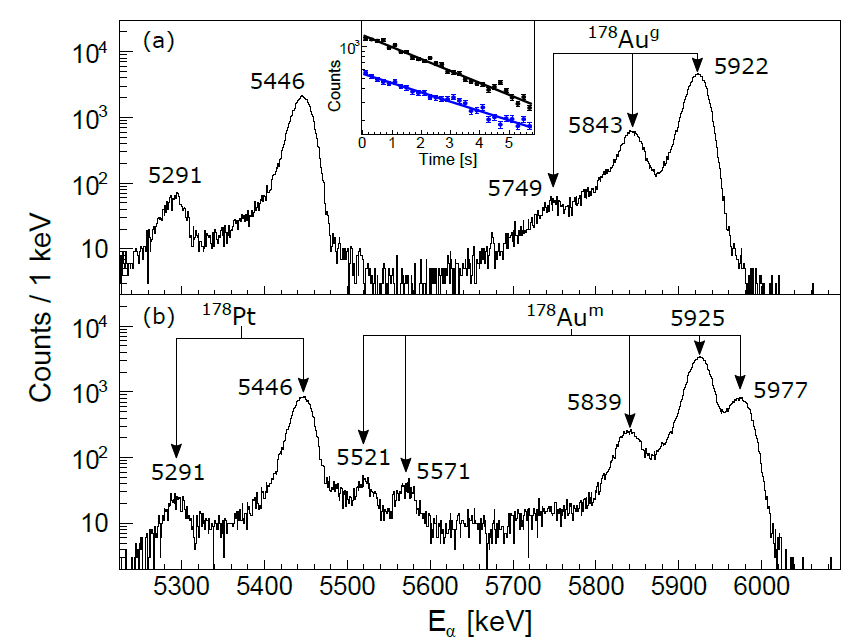 Counts / 1 keV
(a)
10⁴
10³
10²
10
5291
5446
5749
5843
5922
¹⁷⁸Auᵍ
Counts
10³
0 1 2 3 4 5
Time [s]
(b)
10⁴
10³
10²
10
¹⁷⁸Pt
¹⁷⁸Auᵐ
5291
5446
5521
5571
5839
5925
5977
5300 5400 5500 5600 5700 5800 5900 6000
Eα [keV]